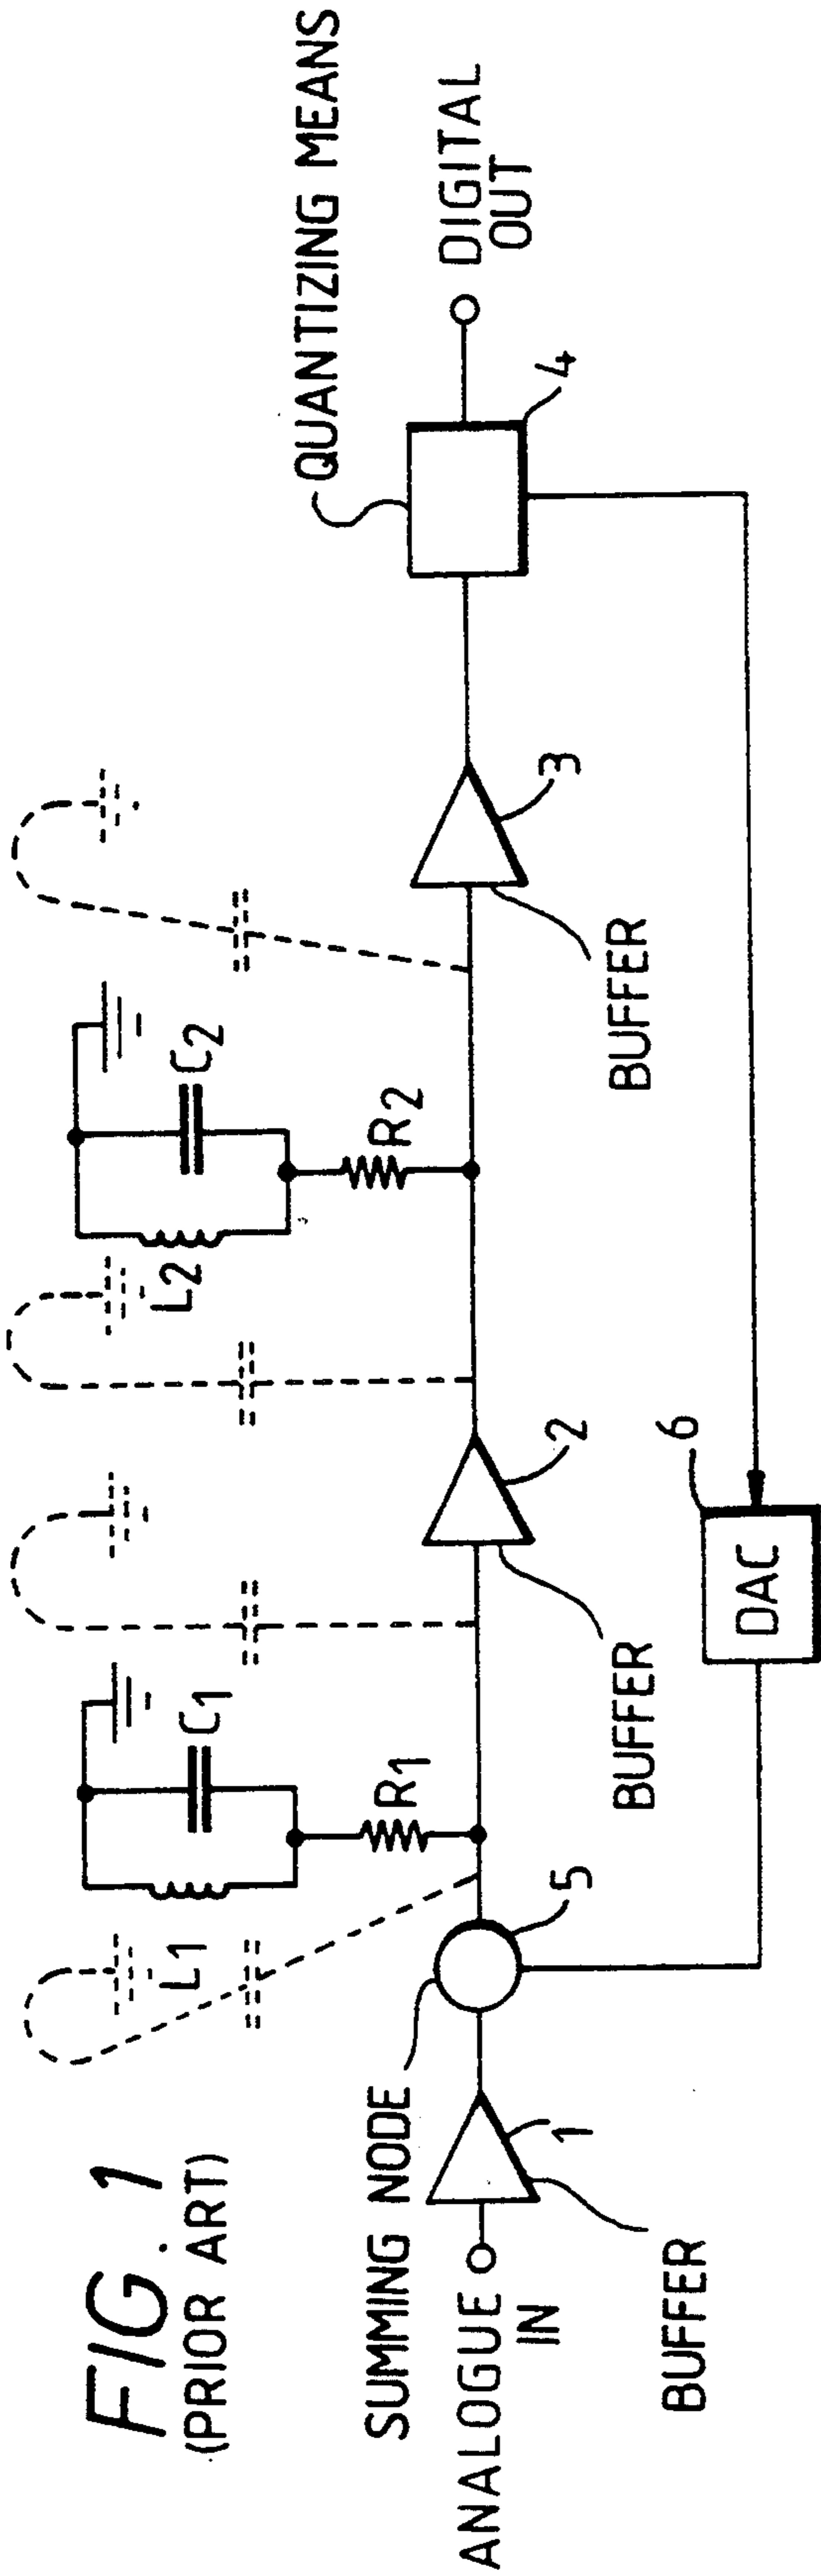 FIG. 1
(PRIOR ART)
SUMMING NODE
ANALOGUE
IN
BUFFER
1
5
L1
C1
R1
BUFFER
2
L2
C2
R2
BUFFER
3
QUANTIZING MEANS
4
DIGITAL
OUT
DAC
6